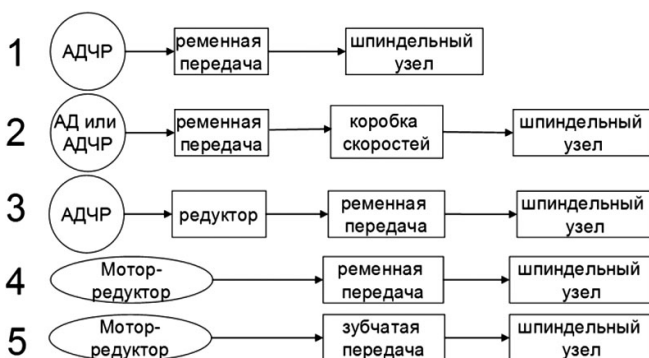 1 АДЧР ременная передача шпиндельный узел
2 АД или АДЧР ременная передача коробка скоростей шпиндельный узел
3 АДЧР редуктор ременная передача шпиндельный узел
4 Мотор-редуктор ременная передача шпиндельный узел
5 Мотор-редуктор зубчатая передача шпиндельный узел